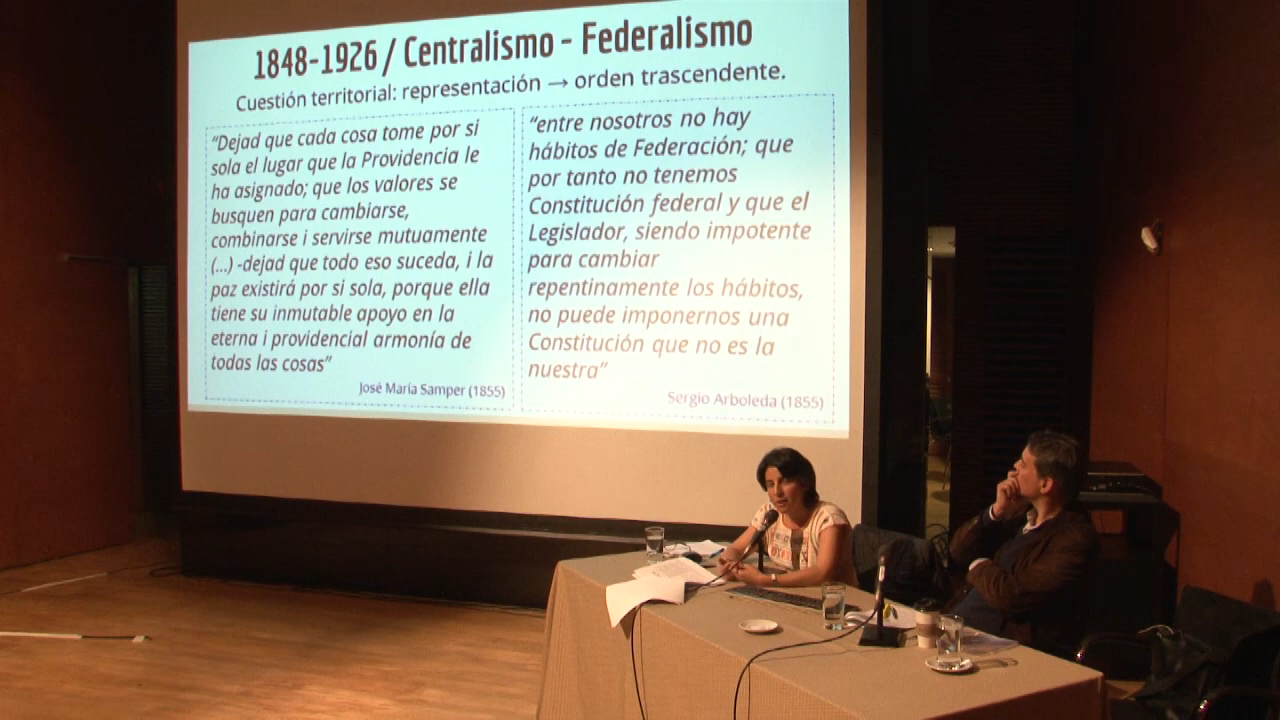 1848-1926 / Centralismo - Federalismo
Cuestión territorial: representación → orden trascendente.
“Dejad que cada cosa tome por si
sola el lugar que la Providencia le
ha asignado; que los valores se
busquen para cambiarse,
combinarse i servirse mutuamente
(...) -dejad que todo eso suceda, i la
paz existirá por si sola, porque ella
tiene su inmutable apoyo en la
eterna i providencial armonía de
todas las cosas”
José María Samper (1855)
“entre nosotros no hay
hábitos de Federación; que
por tanto no tenemos
Constitución federal y que el
Legislador, siendo impotente
para cambiar
repentinamente los hábitos,
no puede imponernos una
Constitución que no es la
nuestra”
Sergio Arboleda (1855)